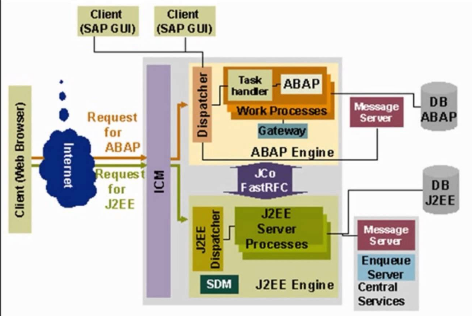 Client
(SAP GUI)
Client
(SAP GUI)
Client (Web Browser)
Internet
Request
for
ABAP
Request
for
J2EE
ICM
Dispatcher
Task
handler
ABAP
Work Processes
Gateway
ABAP Engine
Message
Server
DB
ABAP
JCo
FastRFC
J2EE
Dispatcher
J2EE
Server
Processes
SDM
J2EE Engine
DB
J2EE
Message
Server
Enqueue
Server
Central
Services